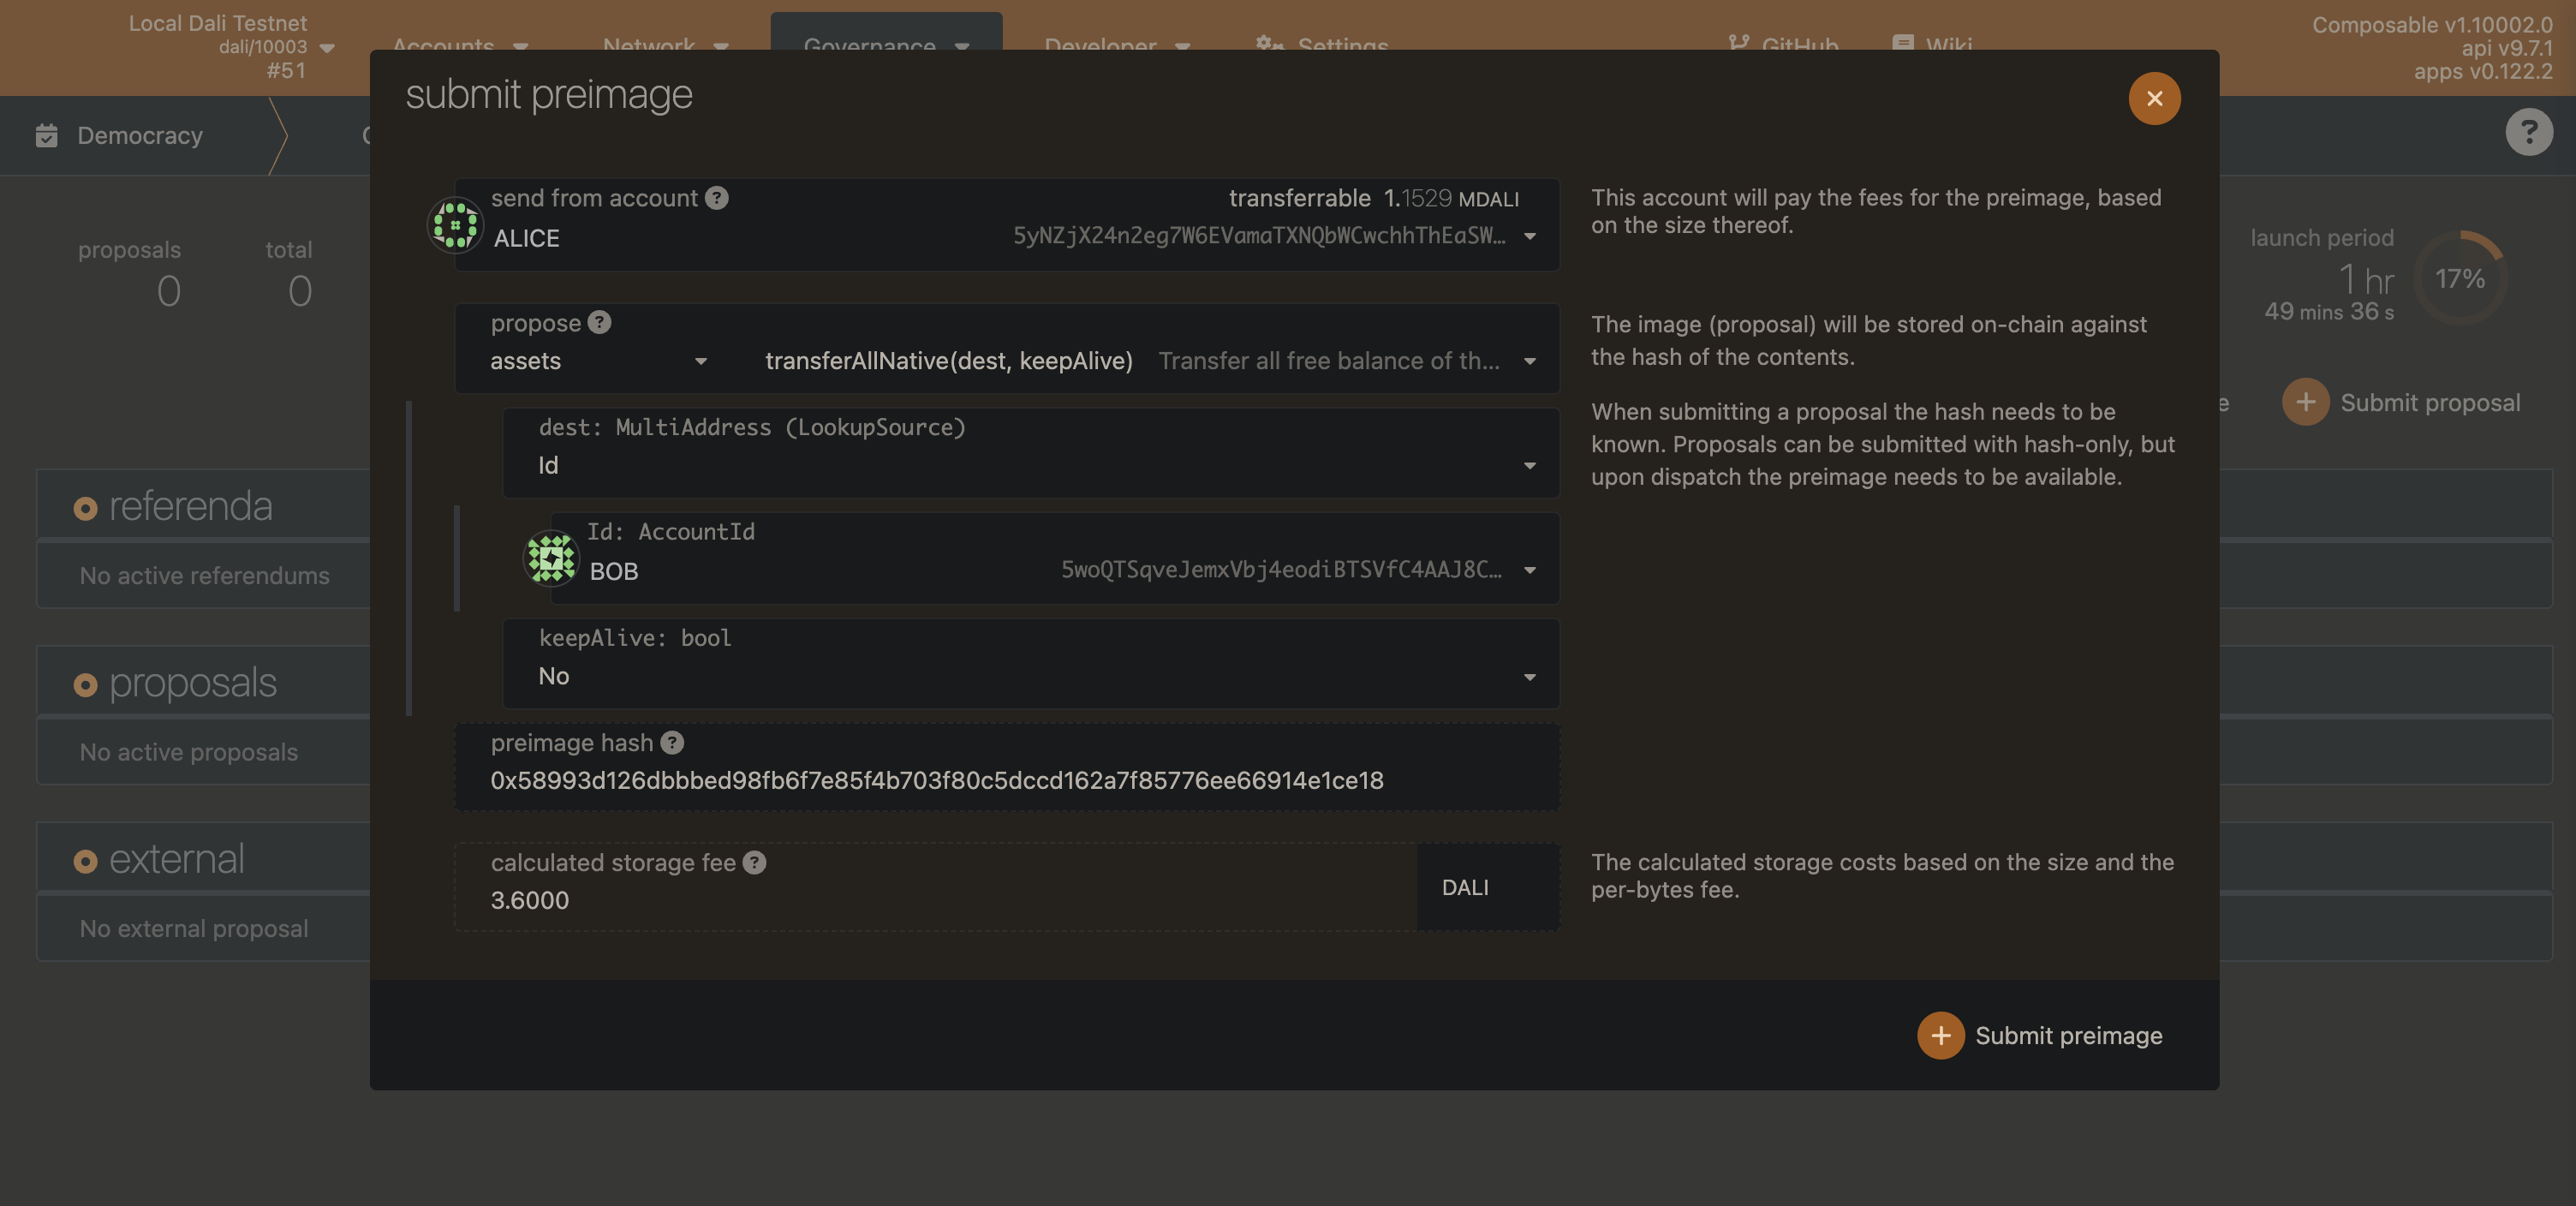 Local Dali Testnet
dali/10003
#51
Accounts
Network
Governance
Developer
Settings
GitHub
Wiki
Composable v1.10002.0
api v9.7.1
apps v0.122.2
Democracy
submit preimage
proposals
0
total
0
launch period
1 hr
49 mins 36 s
17%
Submit proposal
referenda
No active referendums
proposals
No active proposals
external
No external proposal
send from account
transferrable 1.1529 MDALI
ALICE
5yNZjX24n2eg7W6EVamaTXNQbWCwchhThEaSW…
This account will pay the fees for the preimage, based
on the size thereof.
propose
assets
transferAllNative(dest, keepAlive) Transfer all free balance of th…
The image (proposal) will be stored on-chain against
the hash of the contents.
When submitting a proposal the hash needs to be
known. Proposals can be submitted with hash-only, but
upon dispatch the preimage needs to be available.
dest: MultiAddress (LookupSource)
Id
Id: AccountId
BOB
5woQTSqveJemxVbj4eodiBTSVfC4AAJ8C…
keepAlive: bool
No
preimage hash
0x58993d126dbbbed98fb6f7e85f4b703f80c5dccd162a7f85776ee66914e1ce18
calculated storage fee
3.6000
DALI
The calculated storage costs based on the size and the
per-bytes fee.
Submit preimage